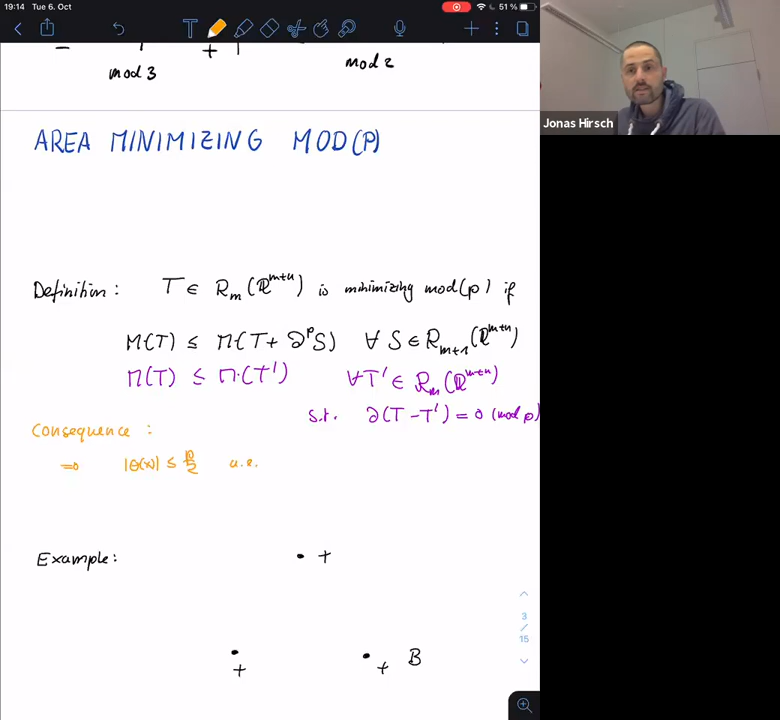 19:14 Tue 6. Oct
51 %
Jonas Hirsch
mod 3
mod 2
AREA MINIMIZING MOD(p)
Definition: T ∈ R_m(ℝ^{m+n}) is minimizing mod(p) if
M(T) ≤ M(T + ∂^p S) ∀ S ∈ R_{m+1}(ℝ^{m+n})
M(T) ≤ M(T') ∀ T' ∈ R_m(ℝ^{m+n})
s.t. ∂(T - T') = 0 (mod p)
Consequence:
⇒ |Θ(x)| ≤ p/2 a.e.
Example: • +
• + • + B
3
/
15